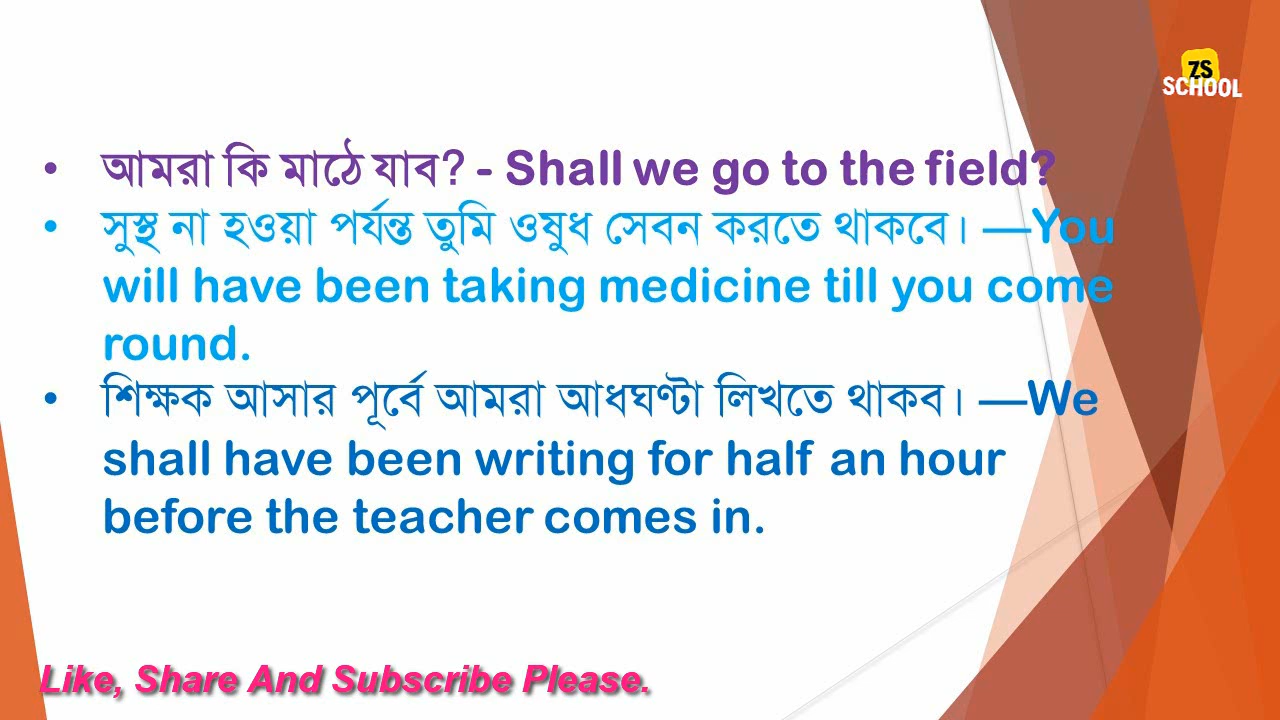 ZS
SCHOOL
• আমরা কি মাঠে যাব? - Shall we go to the field?
• সুস্থ না হওয়া পর্যন্ত তুমি ওষুধ সেবন করতে থাকবে। —You
will have been taking medicine till you come
round.
• শিক্ষক আসার পূর্বে আমরা আধঘণ্টা লিখতে থাকব। —We
shall have been writing for half an hour
before the teacher comes in.
Like, Share And Subscribe Please.